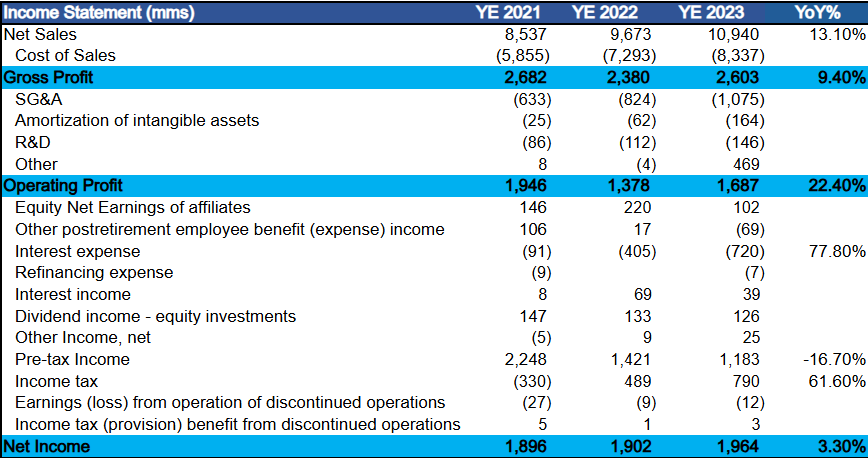 Income Statement (mms) YE 2021 YE 2022 YE 2023 YoY%
Net Sales 8,537 9,673 10,940 13.10%
Cost of Sales (5,855) (7,293) (8,337)
Gross Profit 2,682 2,380 2,603 9.40%
SG&A (633) (824) (1,075)
Amortization of intangible assets (25) (62) (164)
R&D (86) (112) (146)
Other 8 (4) 469
Operating Profit 1,946 1,378 1,687 22.40%
Equity Net Earnings of affiliates 146 220 102
Other postretirement employee benefit (expense) income 106 17 (69)
Interest expense (91) (405) (720) 77.80%
Refinancing expense (9) (7)
Interest income 8 69 39
Dividend income - equity investments 147 133 126
Other Income, net (5) 9 25
Pre-tax Income 2,248 1,421 1,183 -16.70%
Income tax (330) 489 790 61.60%
Earnings (loss) from operation of discontinued operations (27) (9) (12)
Income tax (provision) benefit from discontinued operations 5 1 3
Net Income 1,896 1,902 1,964 3.30%